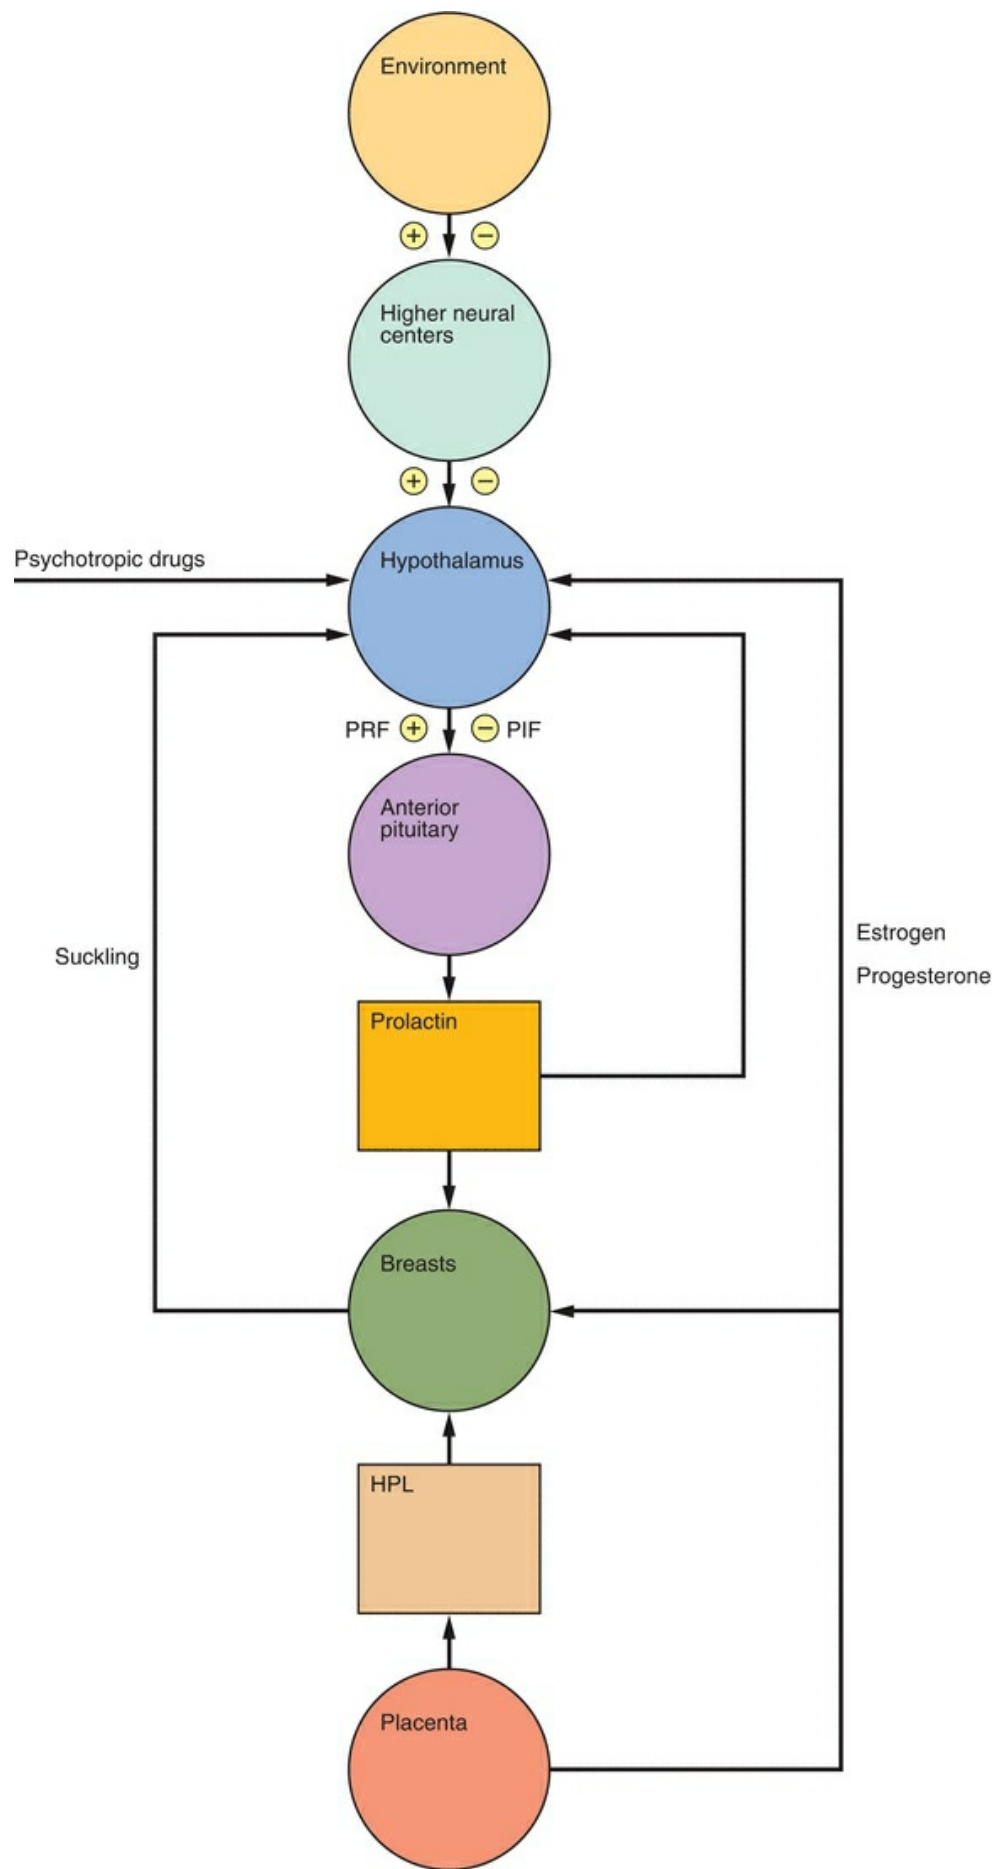 Environment
+ −
Higher neural
centers
+ −
Psychotropic drugs
Hypothalamus
PRF + − PIF
Anterior
pituitary
Suckling
Estrogen
Progesterone
Prolactin
Breasts
HPL
Placenta